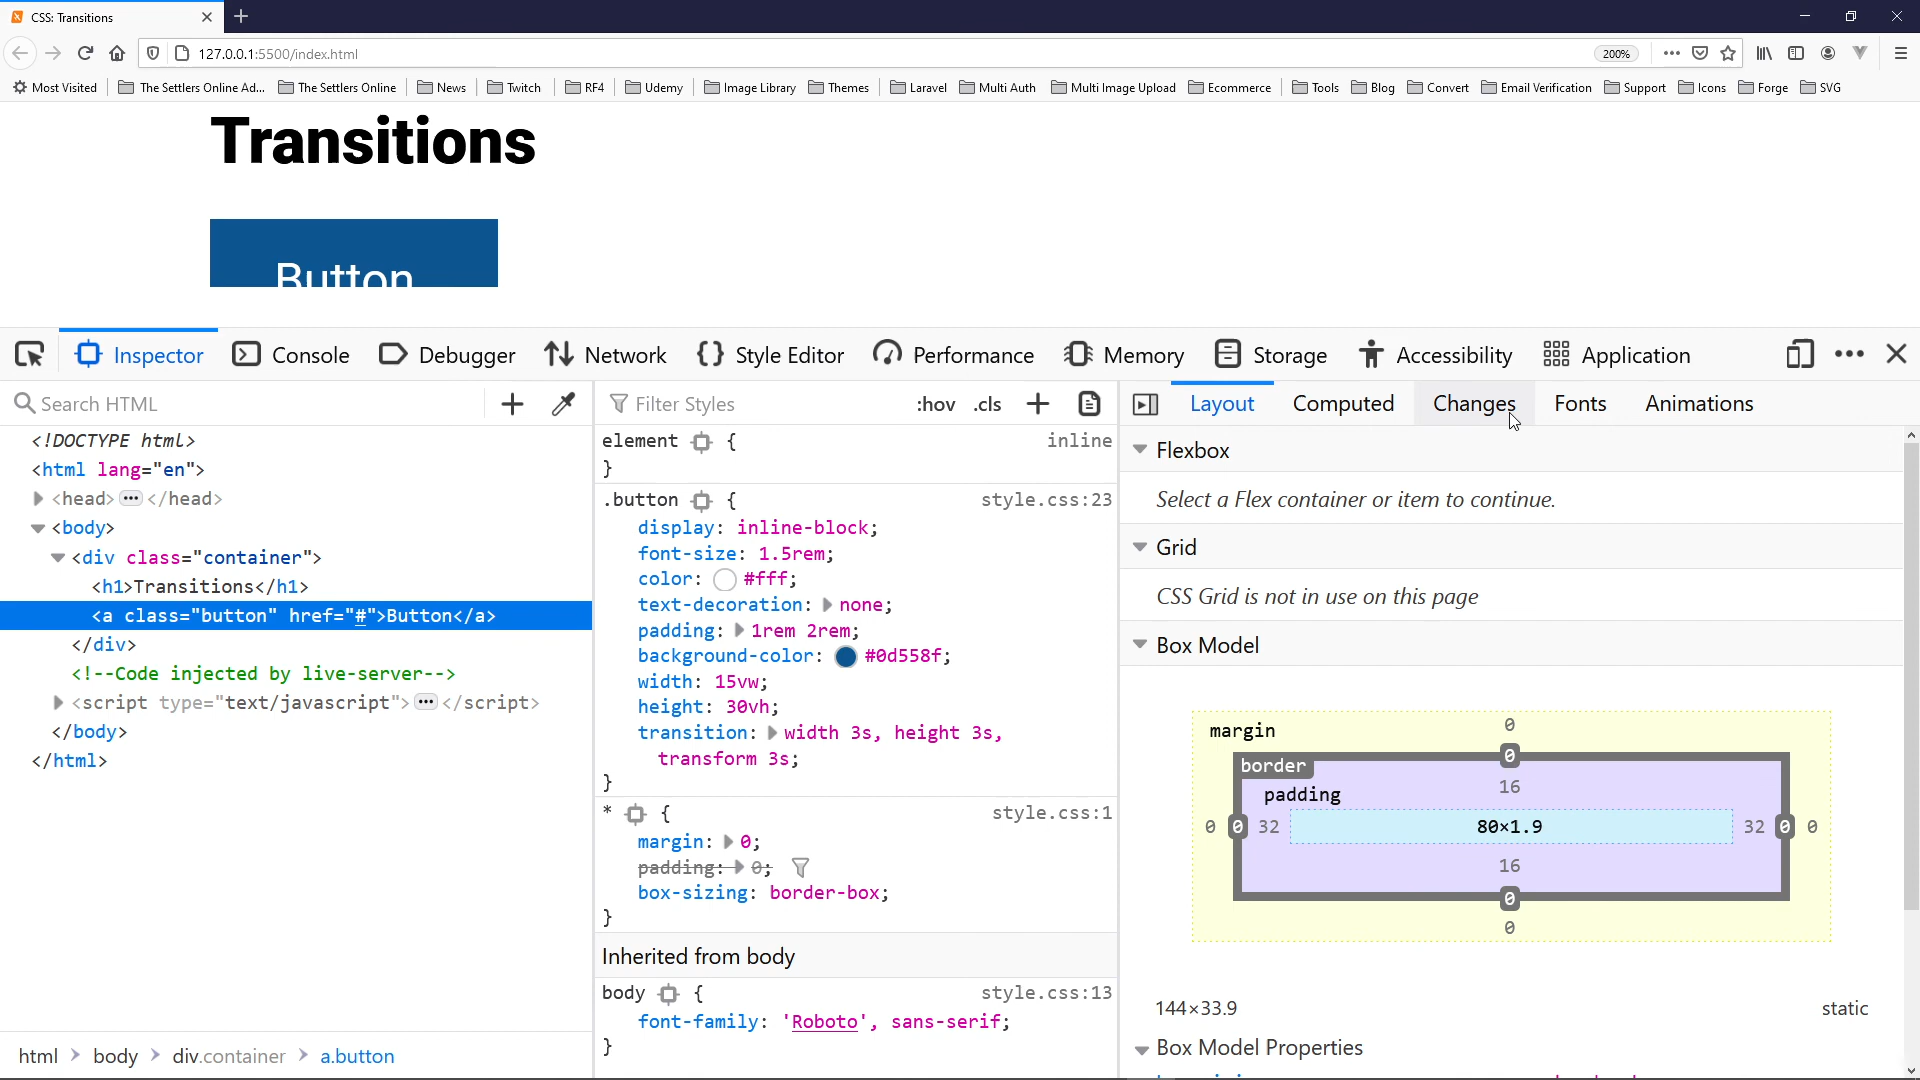 CSS: Transitions
127.0.0.1:5500/index.html
200%
Most Visited
The Settlers Online Ad...
The Settlers Online
News
Twitch
RF4
Udemy
Image Library
Themes
Laravel
Multi Auth
Multi Image Upload
Ecommerce
Tools
Blog
Convert
Email Verification
Support
Icons
Forge
SVG
Transitions
Button
Inspector
Console
Debugger
Network
Style Editor
Performance
Memory
Storage
Accessibility
Application
Search HTML
<!DOCTYPE html>
<html lang="en">
<head> ••• </head>
<body>
<div class="container">
<h1>Transitions</h1>
<a class="button" href="#">Button</a>
</div>
<!--Code injected by live-server-->
<script type="text/javascript"> ••• </script>
</body>
</html>
html
body
div.container
a.button
Filter Styles
:hov
.cls
element { inline
}
.button { style.css:23
display: inline-block;
font-size: 1.5rem;
color: #fff;
text-decoration: none;
padding: 1rem 2rem;
background-color: #0d558f;
width: 15vw;
height: 30vh;
transition: width 3s, height 3s,
transform 3s;
}
* { style.css:1
margin: 0;
padding: 0;
box-sizing: border-box;
}
Inherited from body
body { style.css:13
font-family: 'Roboto', sans-serif;
}
Layout
Computed
Changes
Fonts
Animations
Flexbox
Select a Flex container or item to continue.
Grid
CSS Grid is not in use on this page
Box Model
margin 0
border 0
padding 16
0 0 32 80×1.9 32 0 0
16
0
0
144×33.9 static
Box Model Properties